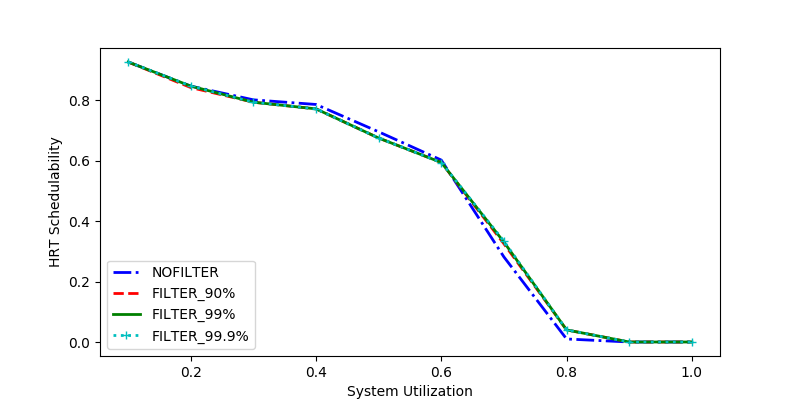 HRT Schedulability
0.8
0.6
0.4
0.2
0.0
NOFILTER
FILTER_90%
FILTER_99%
FILTER_99.9%
0.2 0.4 0.6 0.8 1.0
System Utilization